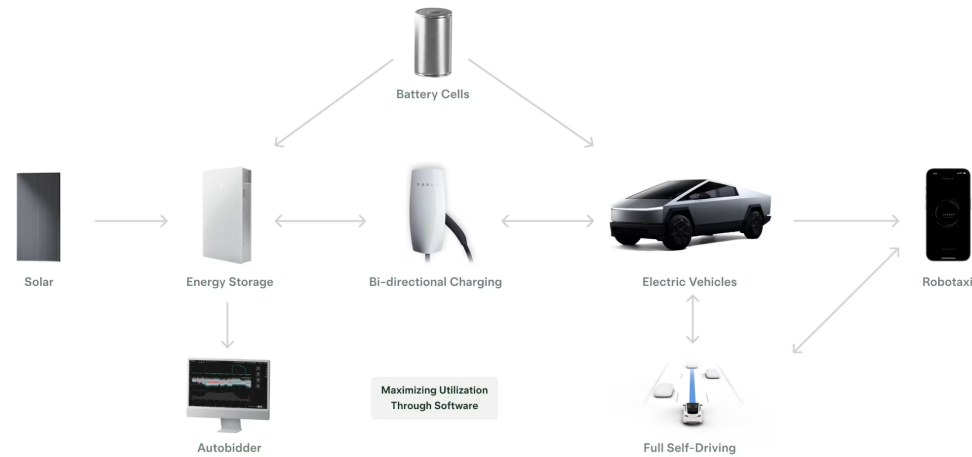 Battery Cells
TESLA
Solar
Energy Storage
Bi-directional Charging
Electric Vehicles
Robotaxi
Maximizing Utilization
Through Software
Autobidder
Full Self-Driving